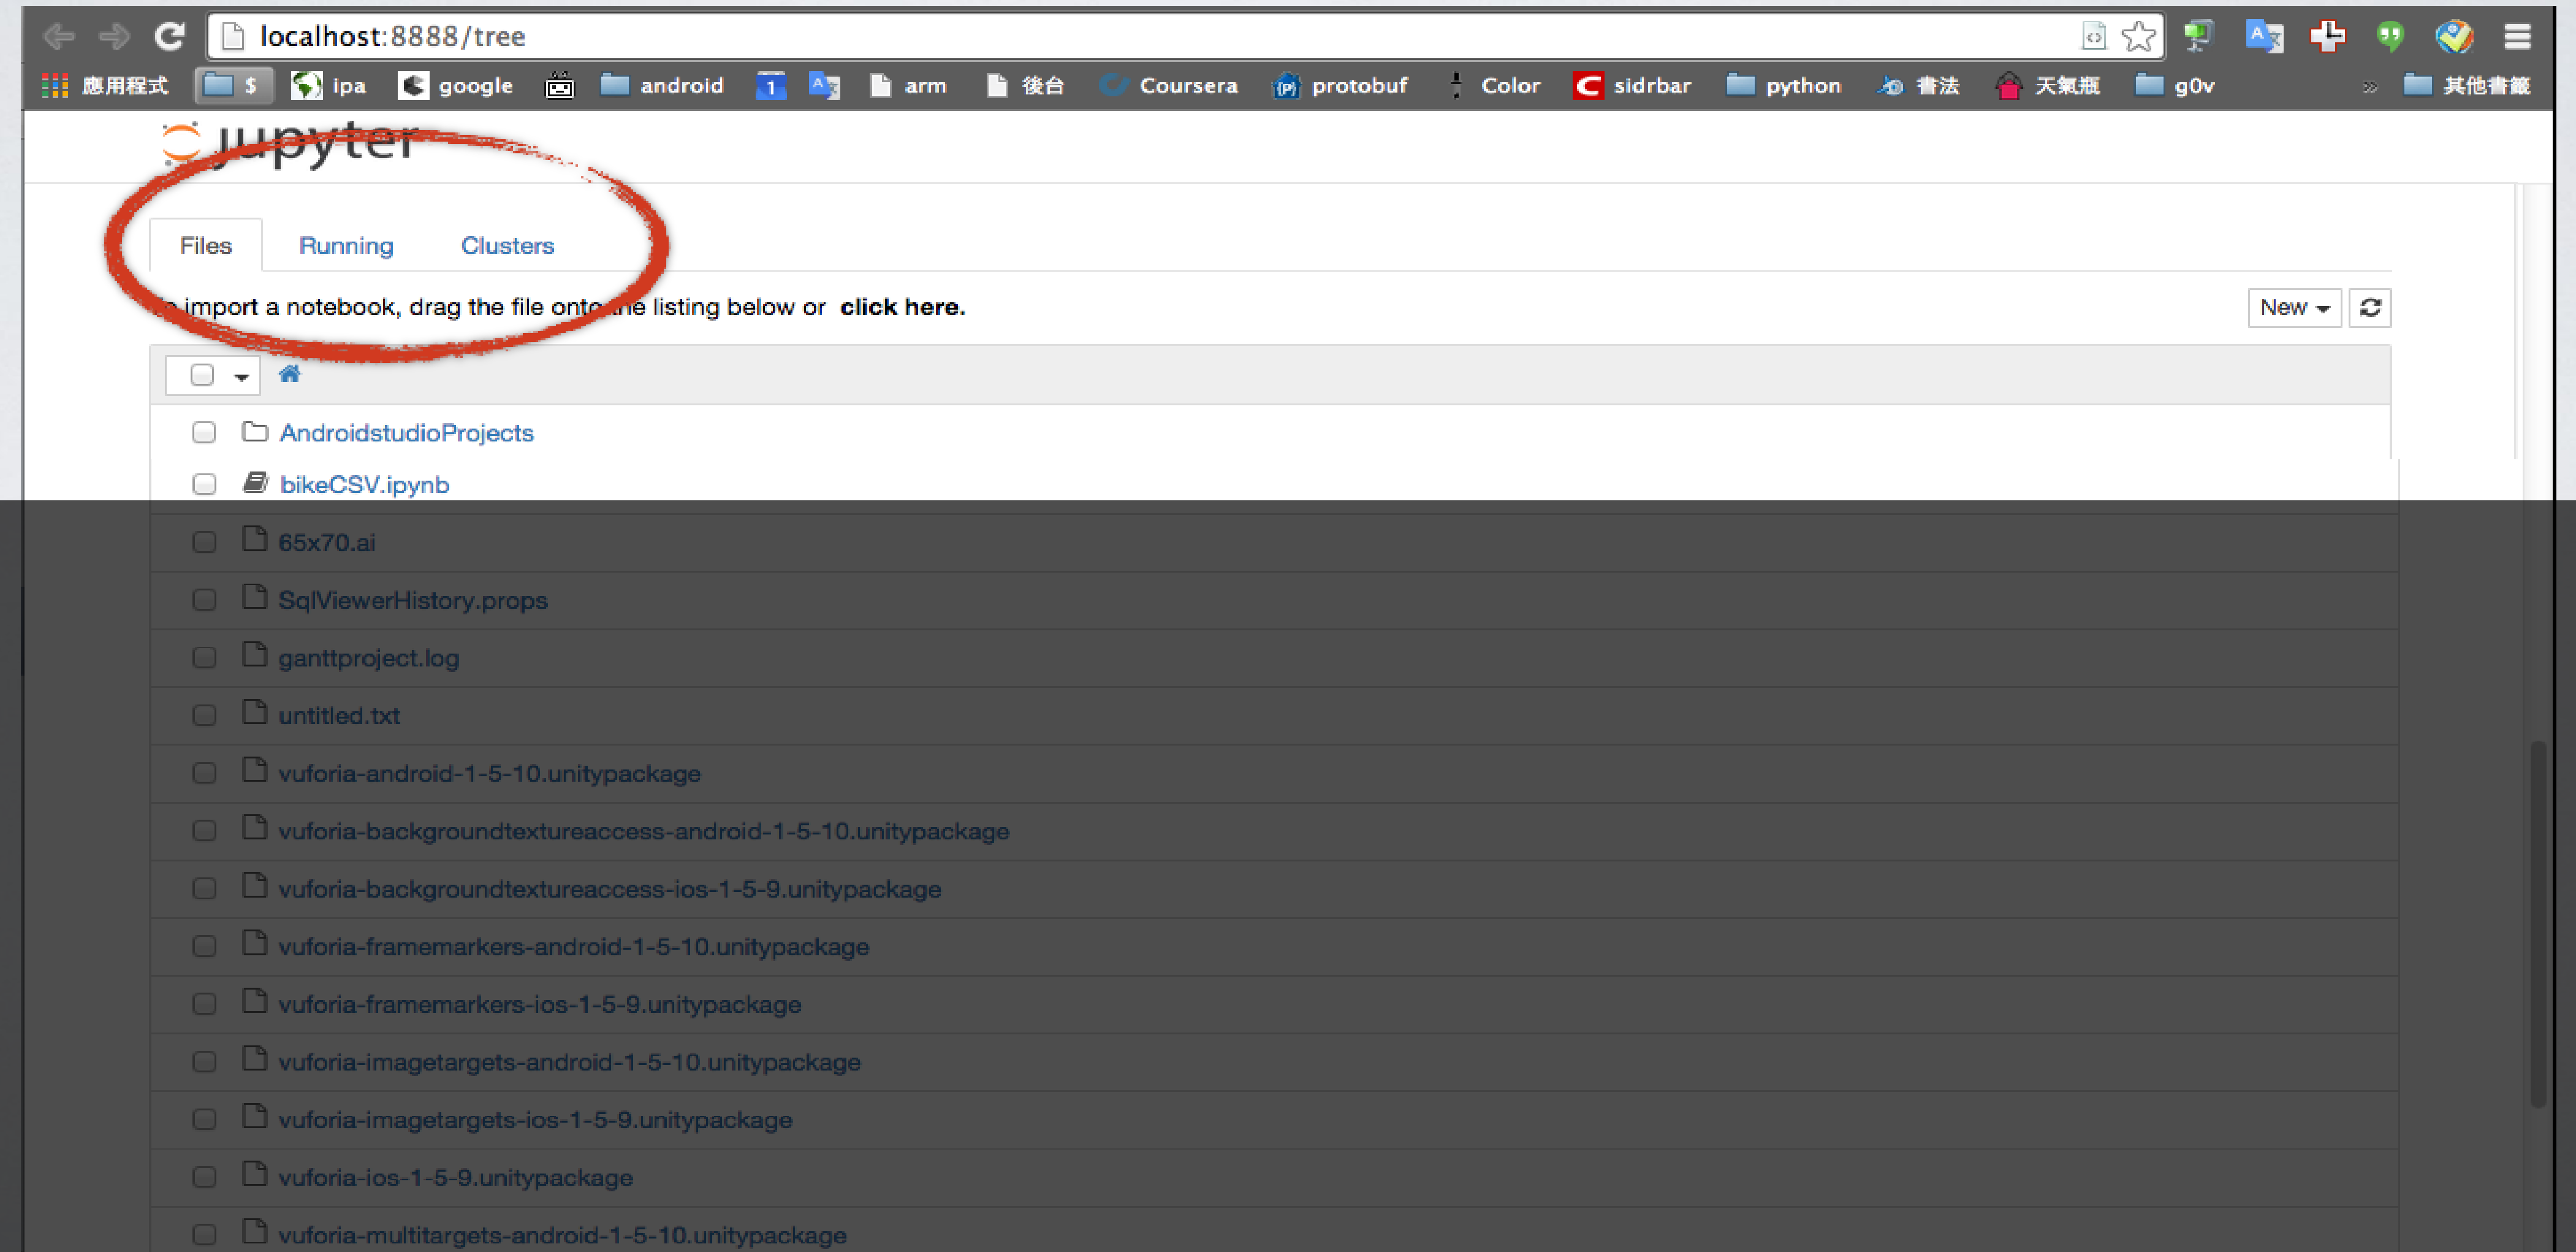 localhost:8888/tree
應用程式 $ ipa google android 1 arm 後台 Coursera protobuf Color sidrbar python 書法 天氣瓶 g0v » 其他書籤
jupyter
Files Running Clusters
import a notebook, drag the file onto the listing below or click here. New
AndroidstudioProjects
bikeCSV.ipynb
65x70.ai
SqlViewerHistory.props
ganttproject.log
untitled.txt
vuforia-android-1-5-10.unitypackage
vuforia-backgroundtextureaccess-android-1-5-10.unitypackage
vuforia-backgroundtextureaccess-ios-1-5-9.unitypackage
vuforia-framemarkers-android-1-5-10.unitypackage
vuforia-framemarkers-ios-1-5-9.unitypackage
vuforia-imagetargets-android-1-5-10.unitypackage
vuforia-imagetargets-ios-1-5-9.unitypackage
vuforia-ios-1-5-9.unitypackage
vuforia-multitargets-android-1-5-10.unitypackage